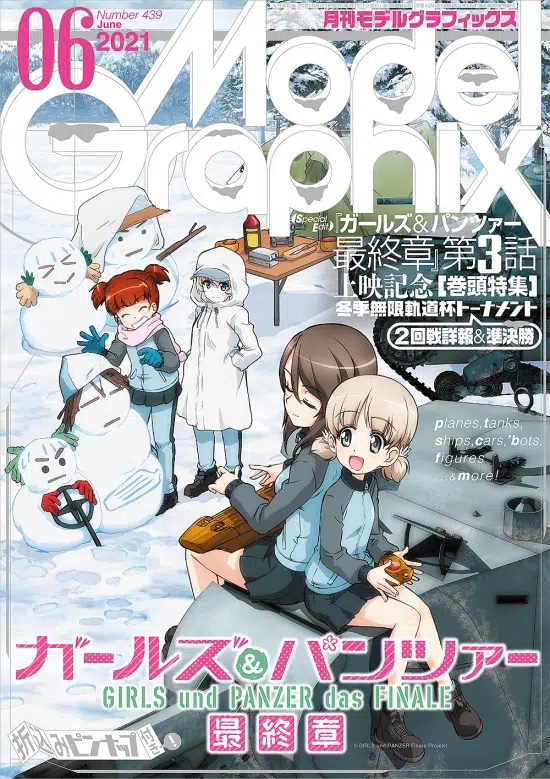 06
Number 439
June
2021
月刊モデルグラフィックス
Model
Graphix
Special
Edit.
『ガールズ&パンツァー
最終章』第3話
上映記念【巻頭特集】
冬季無限軌道杯トーナメント
2回戦詳報&準決勝
planes,tanks,
ships,cars,'bots,
figures
...&more!
ガールズ&パンツァー
GIRLS und PANZER das FINALE
最終章
折込みピンナップ付き!
© GIRLS und PANZER Finale Projekt